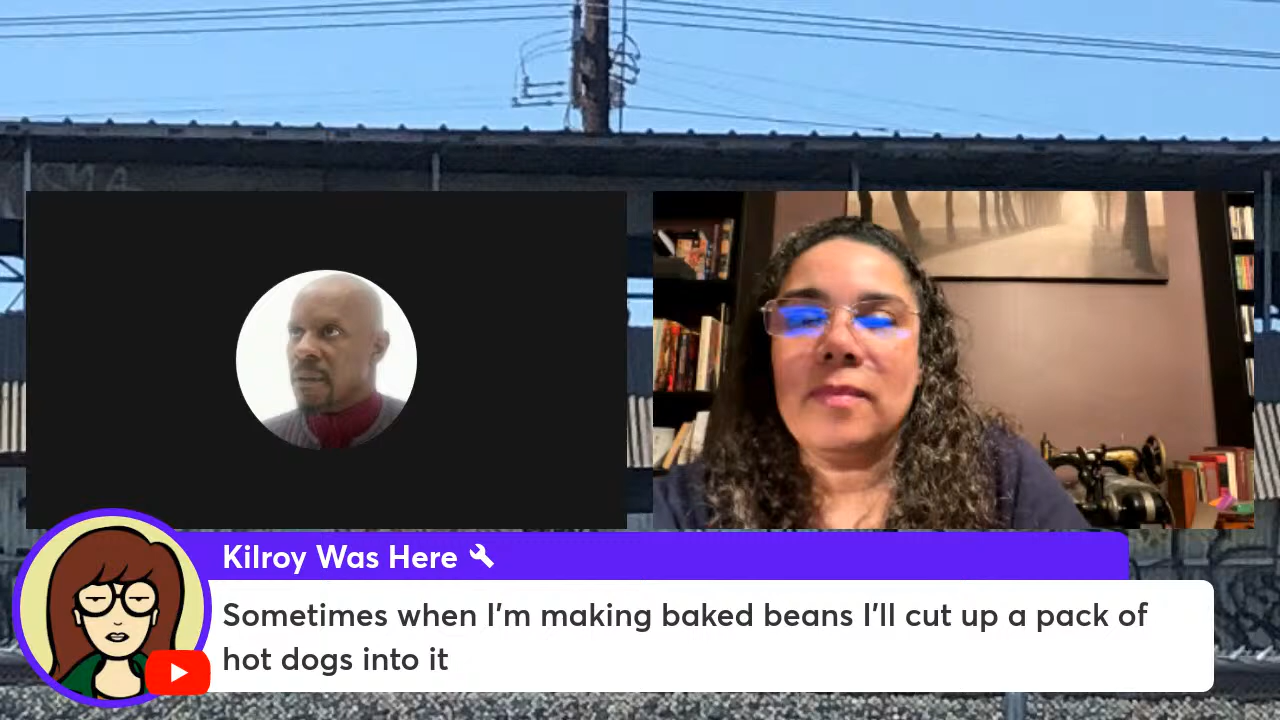 Kilroy Was Here
Sometimes when I'm making baked beans I'll cut up a pack of
hot dogs into it